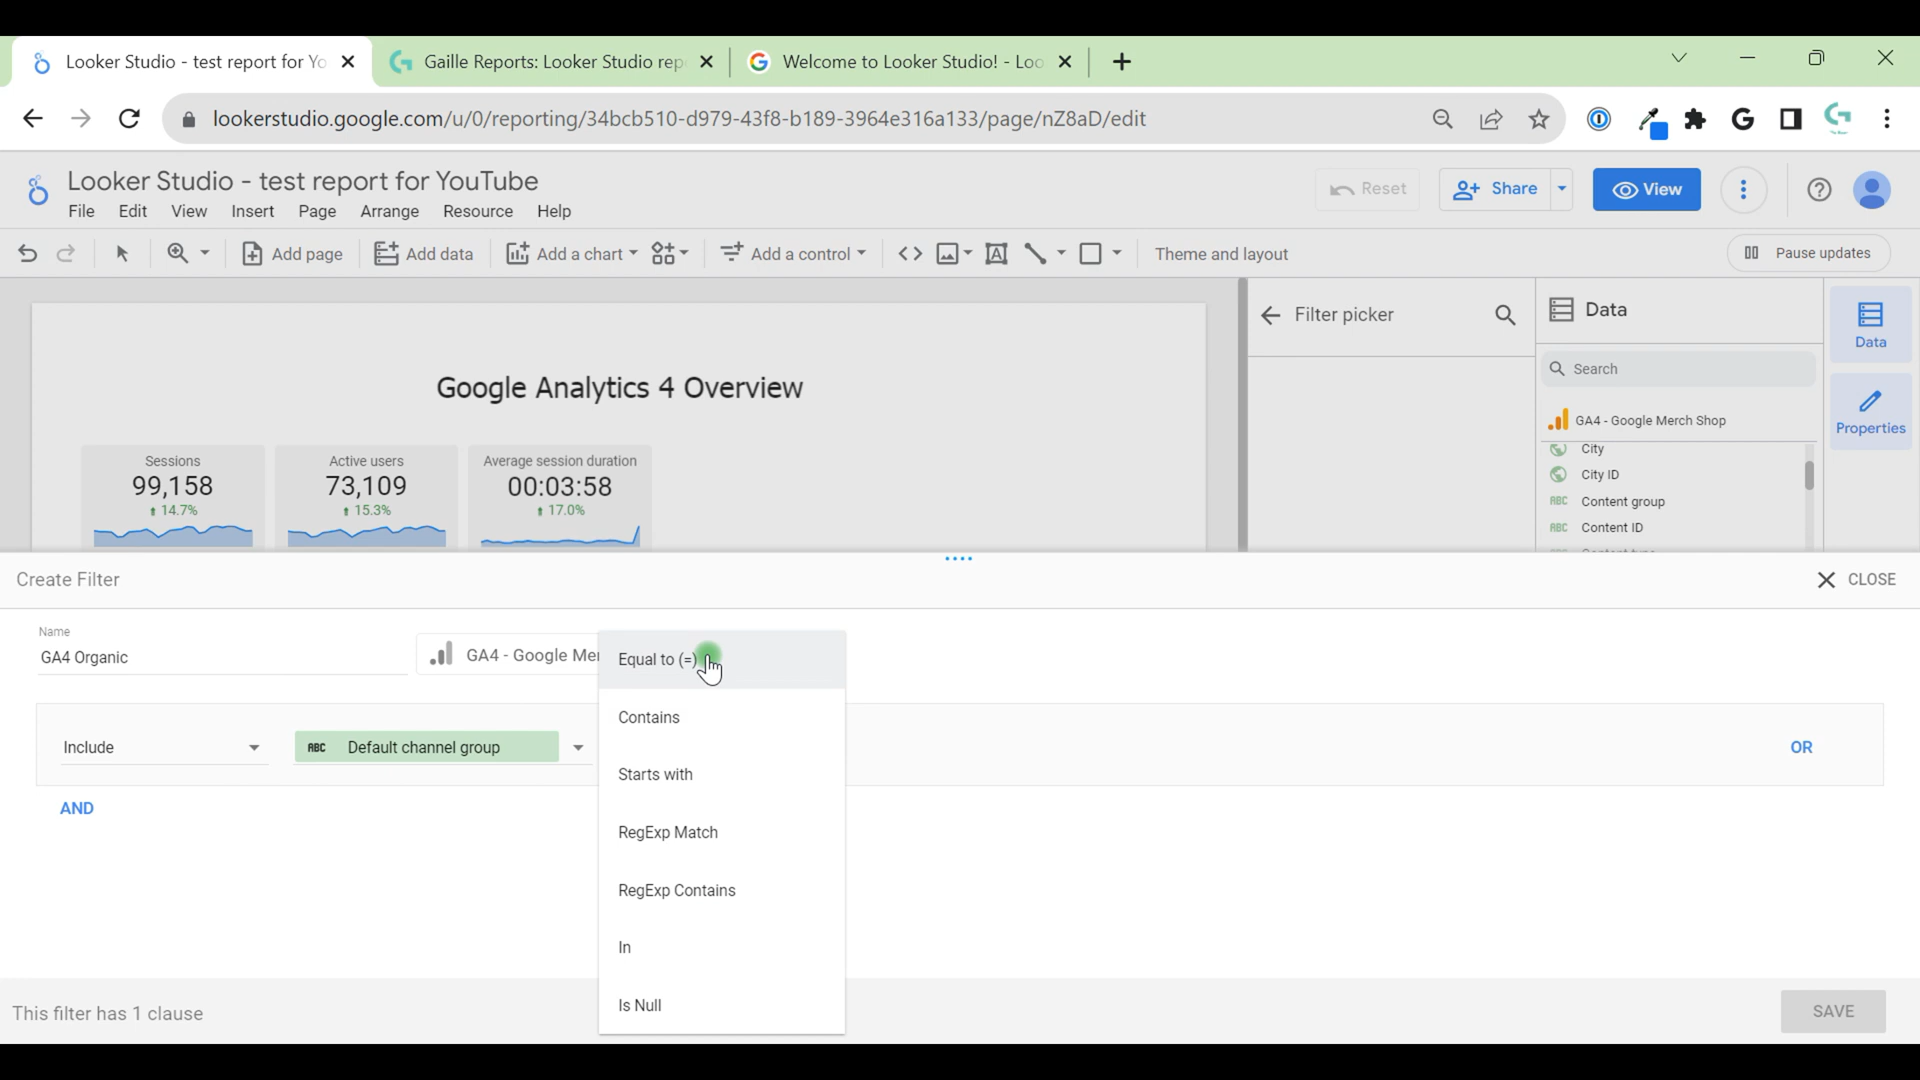 Looker Studio - test report for Yo
Gaille Reports: Looker Studio rep
Welcome to Looker Studio! - Loo
lookerstudio.google.com/u/0/reporting/34bcb510-d979-43f8-b189-3964e316a133/page/nZ8aD/edit
Looker Studio - test report for YouTube
Reset
Share
View
File Edit View Insert Page Arrange Resource Help
Add page
Add data
Add a chart
Add a control
Theme and layout
Pause updates
Filter picker
Data
Search
GA4 - Google Merch Shop
City
City ID
ABC Content group
ABC Content ID
Data
Properties
Google Analytics 4 Overview
Sessions
99,158
14.7%
Active users
73,109
15.3%
Average session duration
00:03:58
17.0%
Create Filter
CLOSE
Name
GA4 Organic
GA4 - Google Mer
Include
ABC Default channel group
OR
AND
Equal to (=)
Contains
Starts with
RegExp Match
RegExp Contains
In
Is Null
This filter has 1 clause
SAVE